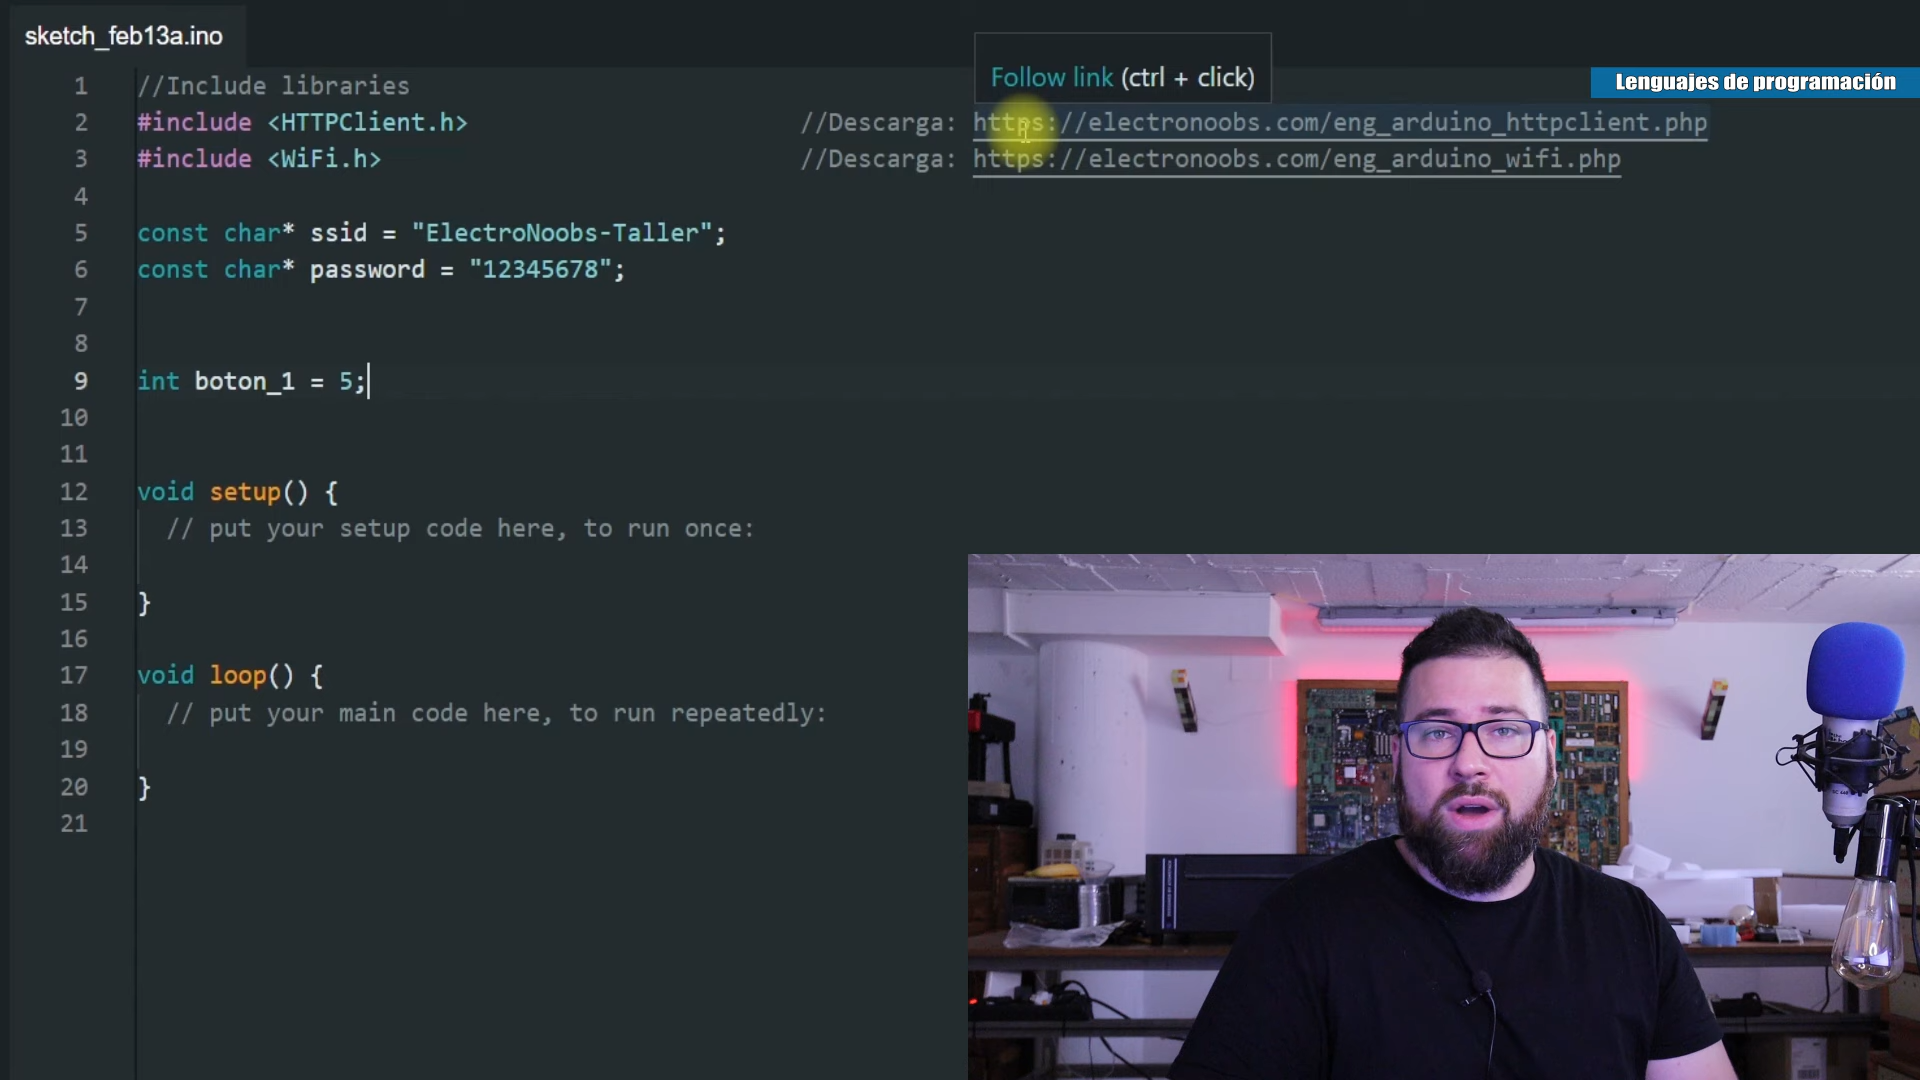 sketch_feb13a.ino
Follow link (ctrl + click)
Lenguajes de programación
1 //Include libraries
2 #include <HTTPClient.h> //Descarga: https://electronoobs.com/eng_arduino_httpclient.php
3 #include <WiFi.h> //Descarga: https://electronoobs.com/eng_arduino_wifi.php
4
5 const char* ssid = "ElectroNoobs-Taller";
6 const char* password = "12345678";
7
8
9 int boton_1 = 5;
10
11
12 void setup() {
13 // put your setup code here, to run once:
14
15 }
16
17 void loop() {
18 // put your main code here, to run repeatedly:
19
20 }
21